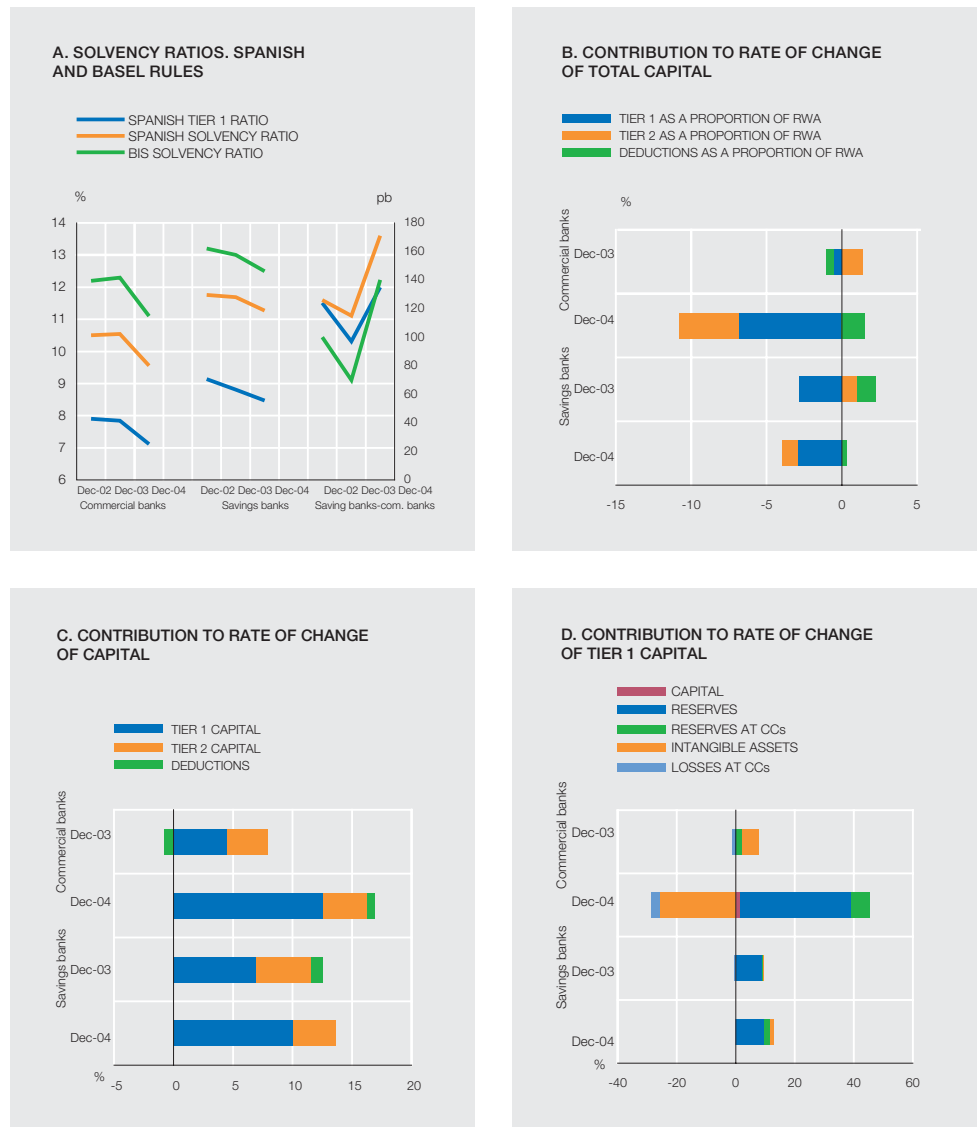 A. SOLVENCY RATIOS. SPANISH
AND BASEL RULES
SPANISH TIER 1 RATIO
SPANISH SOLVENCY RATIO
BIS SOLVENCY RATIO
% pb
14 180
13 160
12 140
11 120
10 100
9 80
8 60
7 40
6 20
0
Dec-02 Dec-03 Dec-04 Dec-02 Dec-03 Dec-04 Dec-02 Dec-03 Dec-04
Commercial banks Savings banks Saving banks-com. banks
B. CONTRIBUTION TO RATE OF CHANGE
OF TOTAL CAPITAL
TIER 1 AS A PROPORTION OF RWA
TIER 2 AS A PROPORTION OF RWA
DEDUCTIONS AS A PROPORTION OF RWA
%
Commercial banks
Dec-03
Dec-04
Savings banks
Dec-03
Dec-04
-15 -10 -5 0 5
C. CONTRIBUTION TO RATE OF CHANGE
OF CAPITAL
TIER 1 CAPITAL
TIER 2 CAPITAL
DEDUCTIONS
Commercial banks
Dec-03
Dec-04
Savings banks
Dec-03
Dec-04
%
-5 0 5 10 15 20
D. CONTRIBUTION TO RATE OF CHANGE
OF TIER 1 CAPITAL
CAPITAL
RESERVES
RESERVES AT CCs
INTANGIBLE ASSETS
LOSSES AT CCs
Commercial banks
Dec-03
Dec-04
Savings banks
Dec-03
Dec-04
%
-40 -20 0 20 40 60